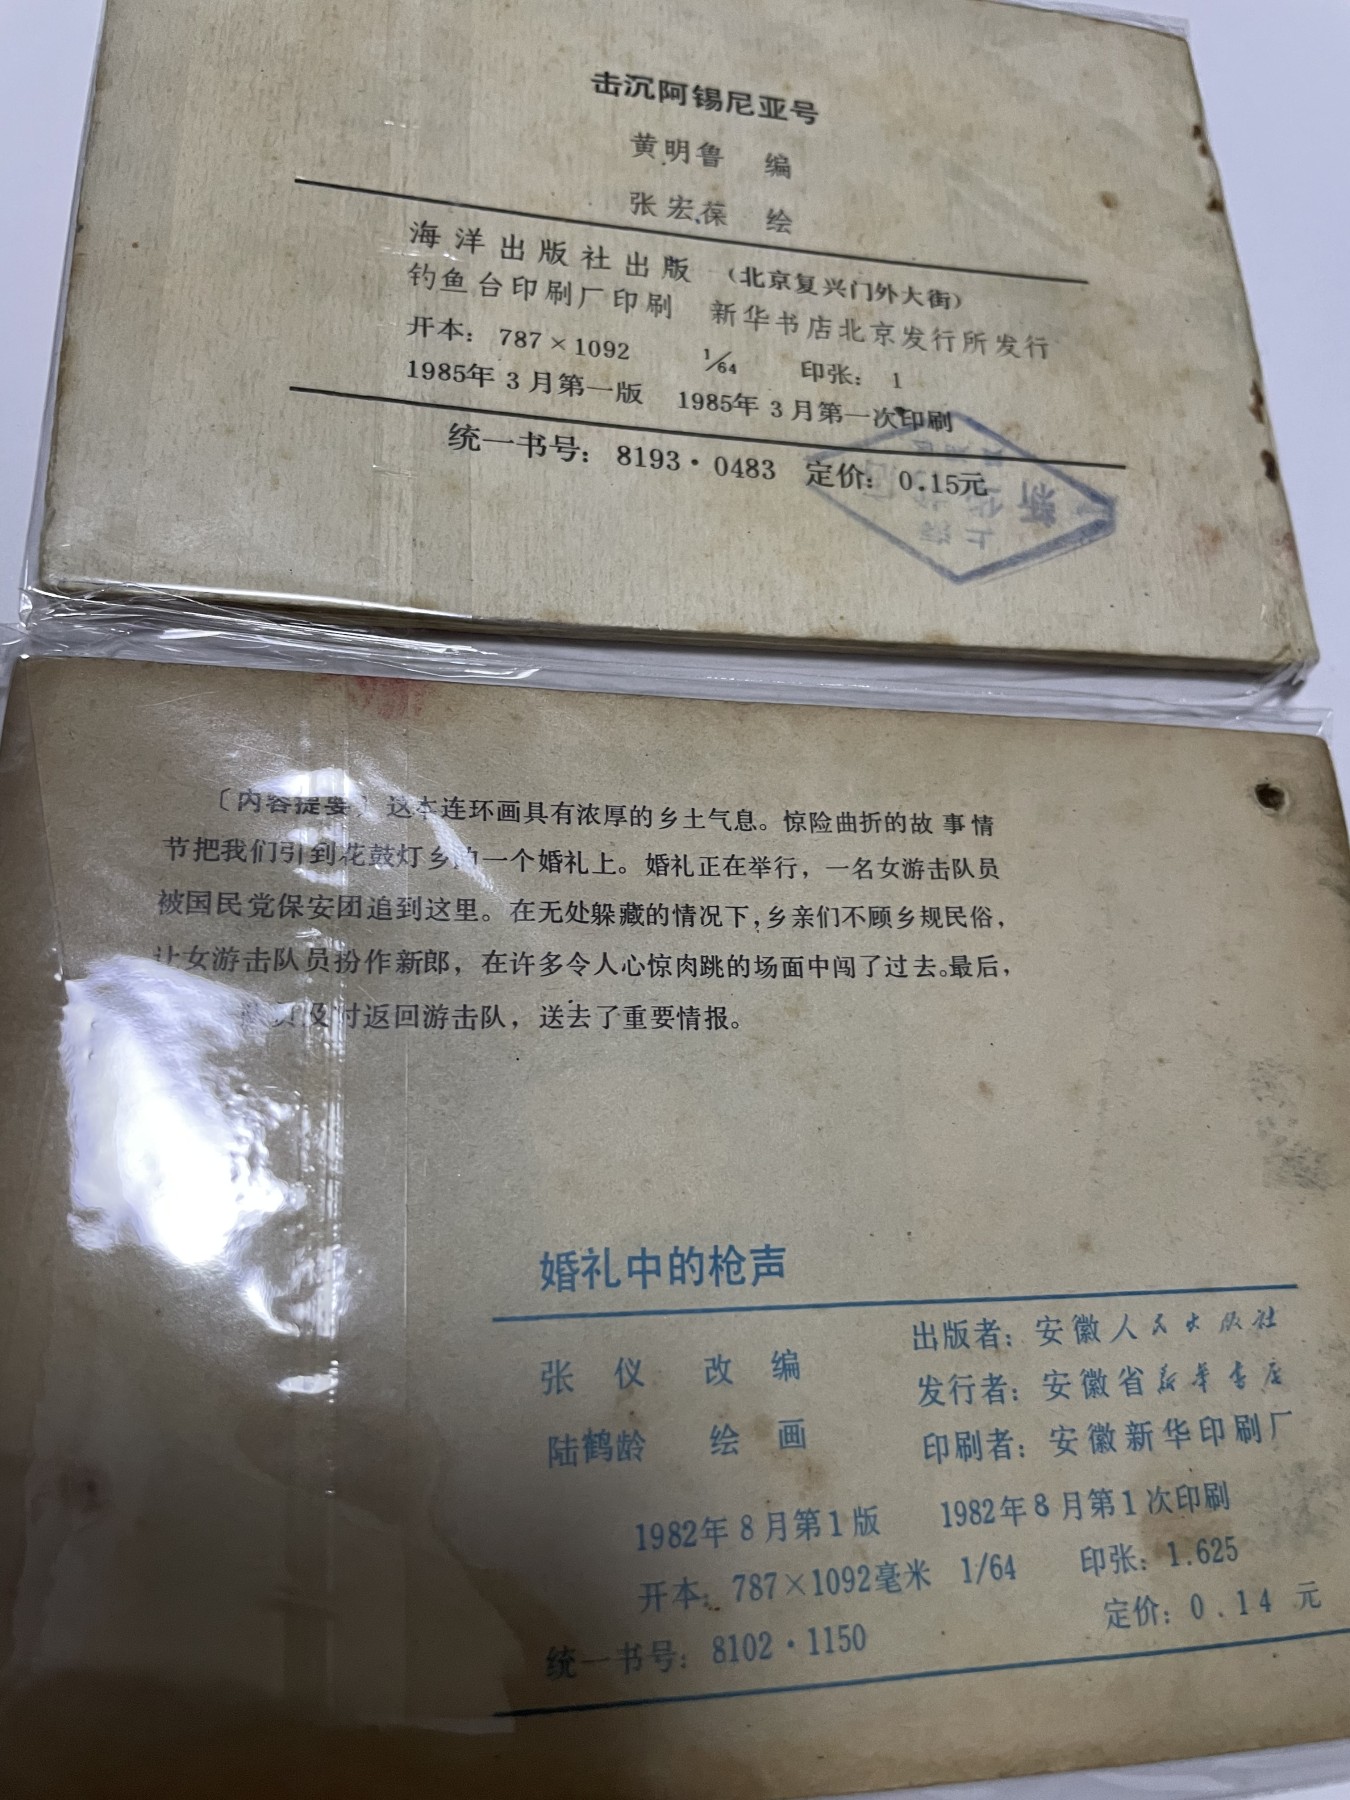 击沉阿锡尼亚号
黄明鲁 编
张宏葆 绘
海洋出版社出版 (北京复兴门外大街)
钓鱼台印刷厂印刷 新华书店北京发行所发行
开本: 787×1092 1/64 印张: 1
1985年3月第一版 1985年3月第一次印刷
统一书号: 8193·0483 定价: 0.15元
〔内容提要〕这本连环画具有浓厚的乡土气息。惊险曲折的故事情
节把我们引到花鼓灯乡的一个婚礼上。婚礼正在举行,一名女游击队员
被国民党保安团追到这里。在无处躲藏的情况下,乡亲们不顾乡规民俗,
让女游击队员扮作新郎,在许多令人心惊肉跳的场面中闯了过去。最后,
队员及时返回游击队,送去了重要情报。
婚礼中的枪声
张仪 改编
陆鹤龄 绘画
出版者: 安徽人民出版社
发行者: 安徽省新华书店
印刷者: 安徽新华印刷厂
1982年8月第1版 1982年8月第1次印刷
开本: 787×1092毫米 1/64 印张: 1.625
统一书号: 8102·1150 定价: 0.14元